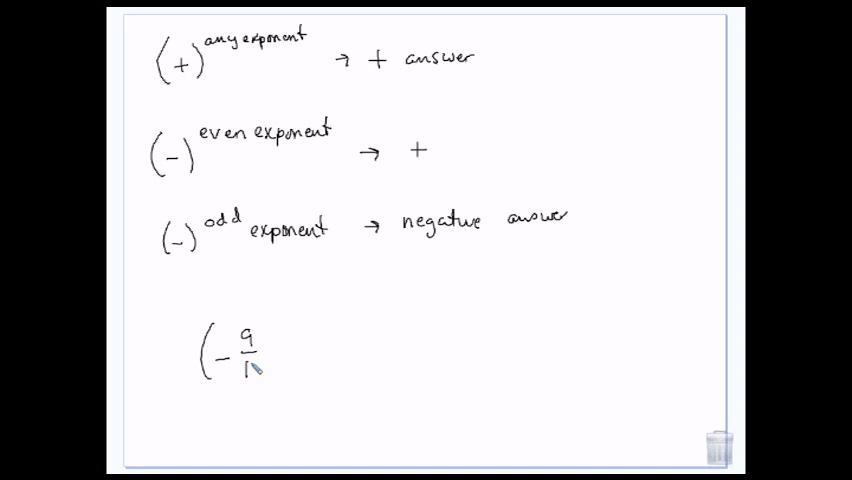 (+)^any exponent → + answer
(-)^even exponent → +
(-)^odd exponent → negative answer
(- 9/1